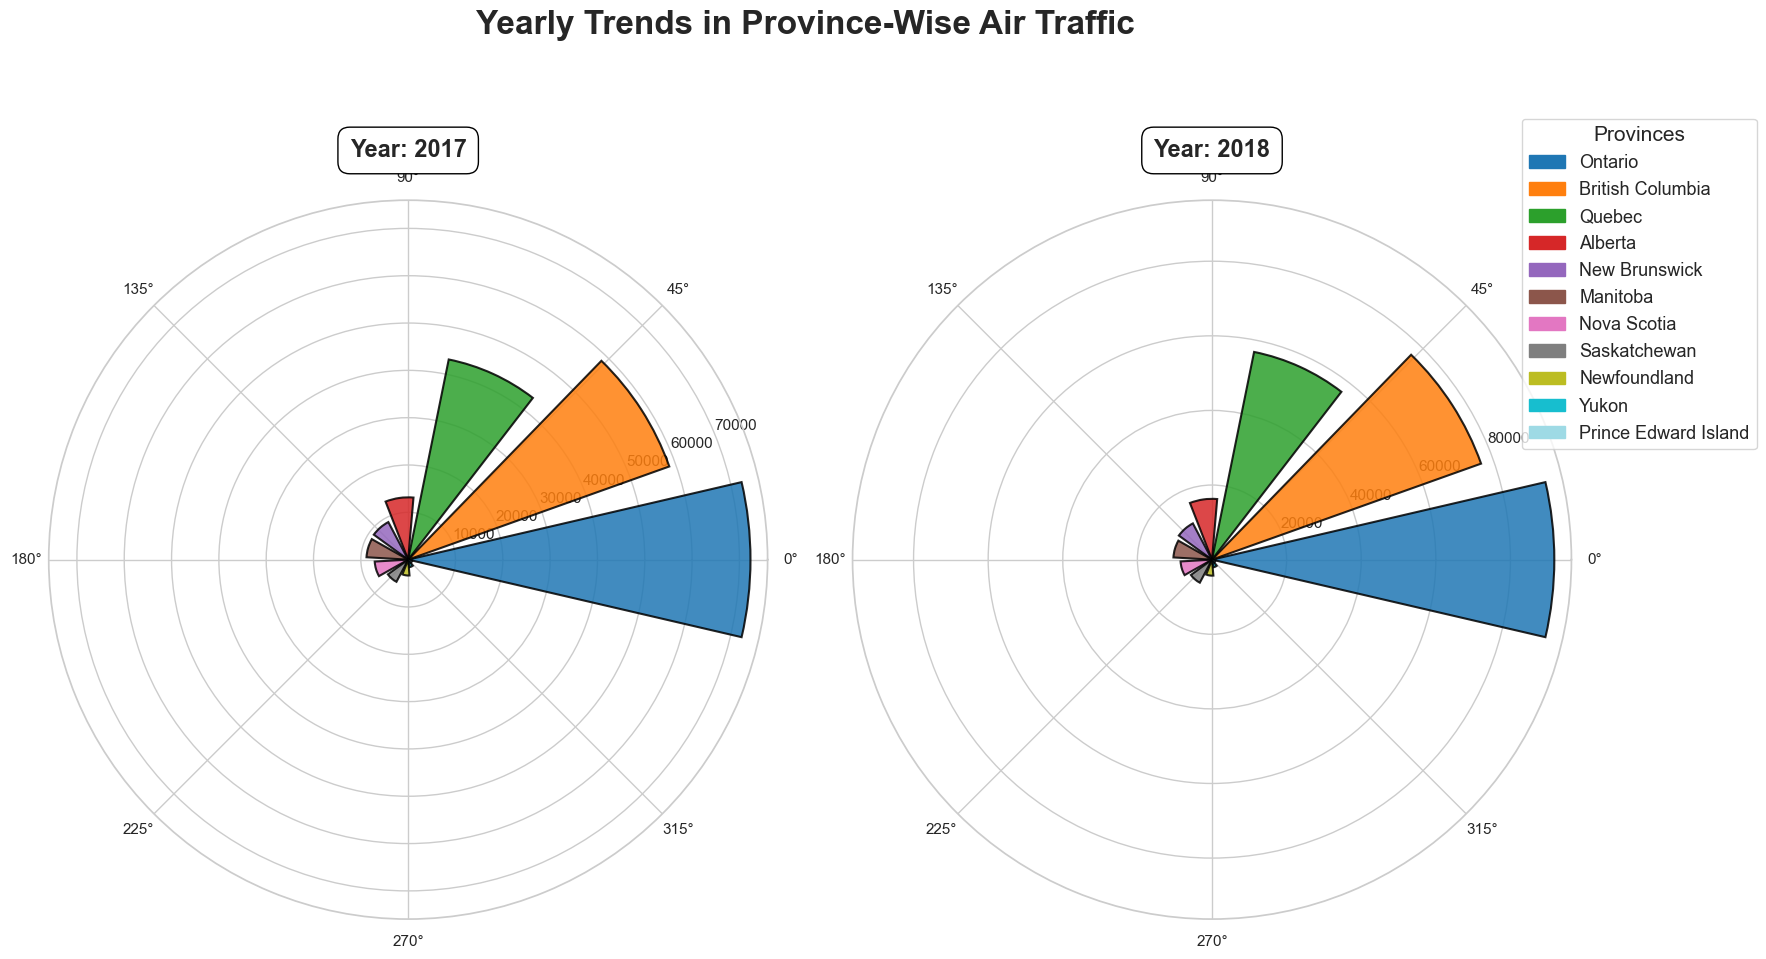 Yearly Trends in Province-Wise Air Traffic
Year: 2017
0°
45°
90°
135°
180°
225°
270°
315°
10000
20000
30000
40000
50000
60000
70000
Year: 2018
0°
45°
90°
135°
180°
225°
270°
315°
20000
40000
60000
80000
Provinces
Ontario
British Columbia
Quebec
Alberta
New Brunswick
Manitoba
Nova Scotia
Saskatchewan
Newfoundland
Yukon
Prince Edward Island